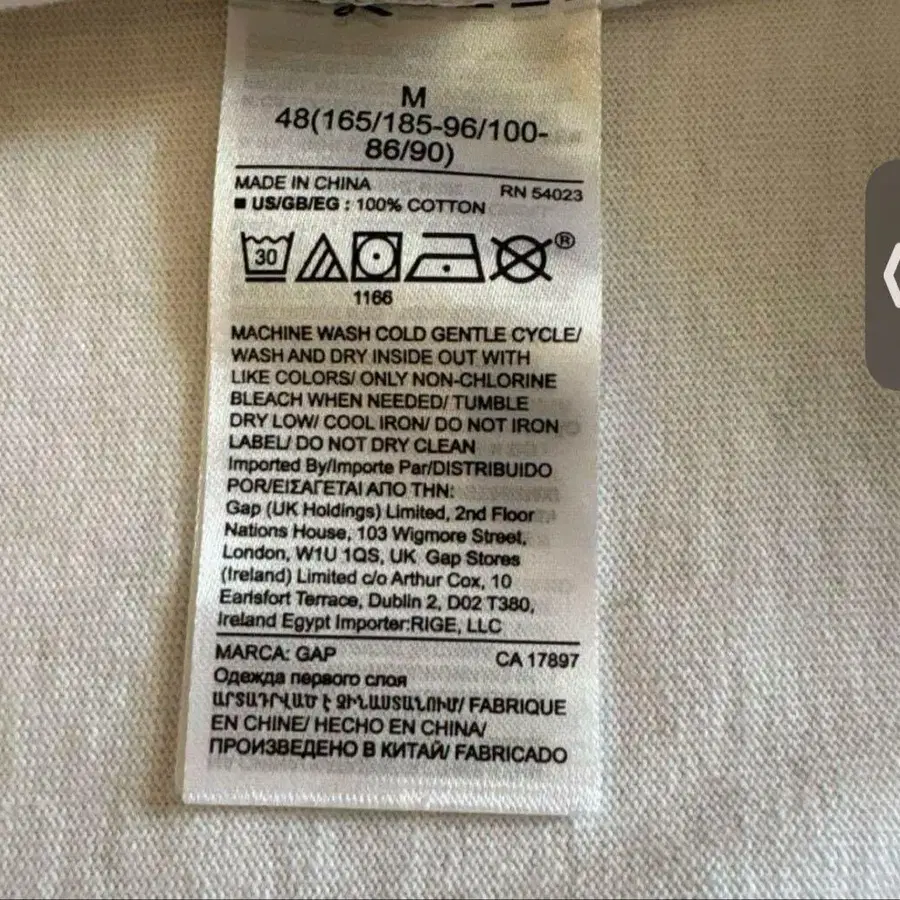 M
48(165/185-96/100-
86/90)
MADE IN CHINA RN 54023
■ US/GB/EG : 100% COTTON
30
®
1166
MACHINE WASH COLD GENTLE CYCLE/
WASH AND DRY INSIDE OUT WITH
LIKE COLORS/ ONLY NON-CHLORINE
BLEACH WHEN NEEDED/ TUMBLE
DRY LOW/ COOL IRON/ DO NOT IRON
LABEL/ DO NOT DRY CLEAN
Imported By/Importe Par/DISTRIBUIDO
POR/ΕΙΣΑΓΕΤΑΙ ΑΠΟ ΤΗΝ:
Gap (UK Holdings) Limited, 2nd Floor
Nations House, 103 Wigmore Street,
London, W1U 1QS, UK Gap Stores
(Ireland) Limited c/o Arthur Cox, 10
Earlsfort Terrace, Dublin 2, D02 T380,
Ireland Egypt Importer:RIGE, LLC
MARCA: GAP CA 17897
Одежда первого слоя
ԱՐՏԱԴՐՎԱԾ Է ՉԻՆԱՍՏԱՆՈՒՄ/ FABRIQUE
EN CHINE/ HECHO EN CHINA/
ПРОИЗВЕДЕНО В КИТАЙ/ FABRICADO